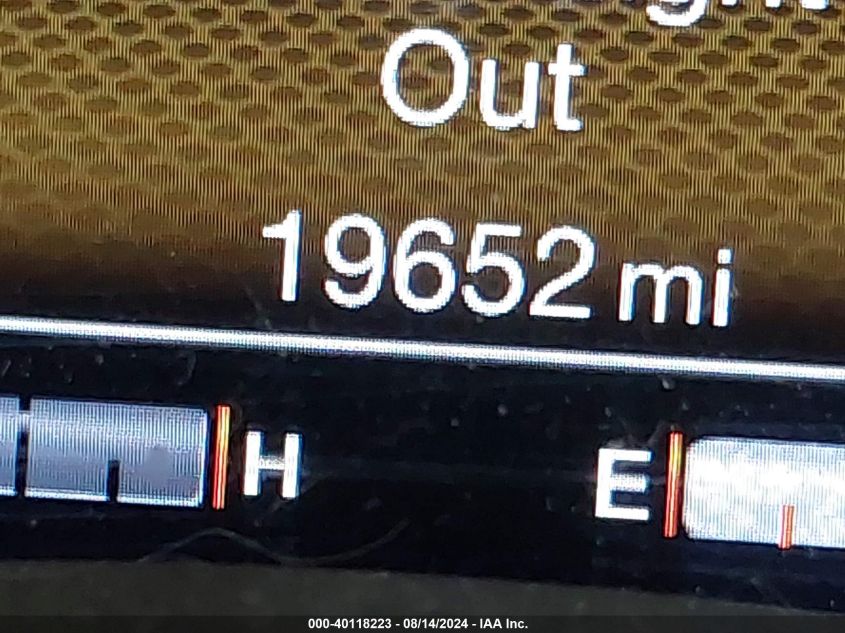 Out
19652 mi
H E
000-40118223 - 08/14/2024 - IAA Inc.